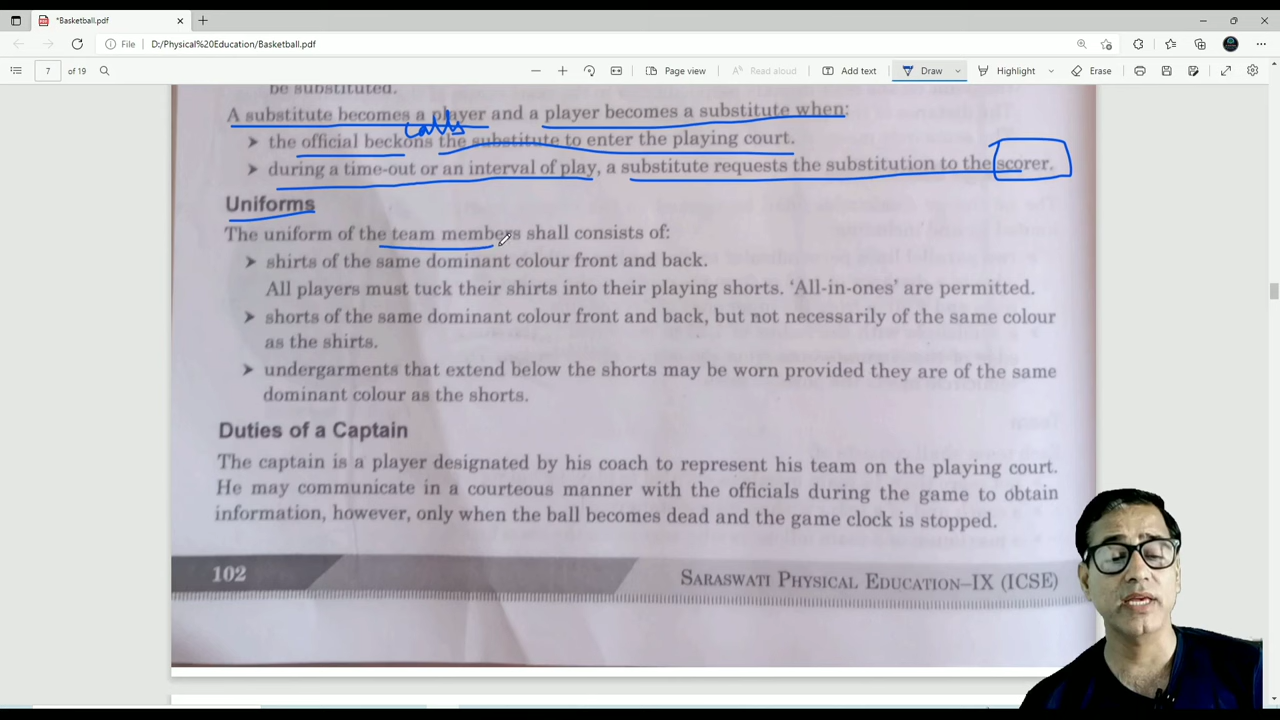 *Basketball.pdf
File
D:/Physical%20Education/Basketball.pdf
7 of 19
Page view
Read aloud
Add text
Draw
Highlight
Erase
be substituted.
A substitute becomes a player and a player becomes a substitute when:
calls
➤ the official beckons the substitute to enter the playing court.
➤ during a time-out or an interval of play, a substitute requests the substitution to the scorer.
Uniforms
The uniform of the team members shall consists of:
➤ shirts of the same dominant colour front and back.
All players must tuck their shirts into their playing shorts. 'All-in-ones' are permitted.
➤ shorts of the same dominant colour front and back, but not necessarily of the same colour
as the shirts.
➤ undergarments that extend below the shorts may be worn provided they are of the same
dominant colour as the shorts.
Duties of a Captain
The captain is a player designated by his coach to represent his team on the playing court.
He may communicate in a courteous manner with the officials during the game to obtain
information, however, only when the ball becomes dead and the game clock is stopped.
102
SARASWATI PHYSICAL EDUCATION–IX (ICSE)